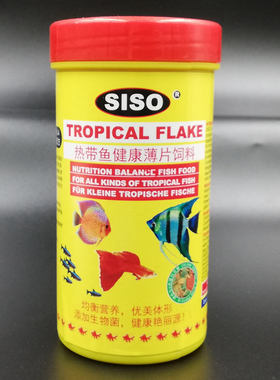 SISO ®
TROPICAL FLAKE
热带鱼健康薄片饲料
NUTRITION BALANCE FISH FOOD
FOR ALL KINDS OF TROPICAL FISH
FÜR KLEINE TROPISCHE FISCHE
均衡营养，优美体形
添加生物菌，健康艳丽源！